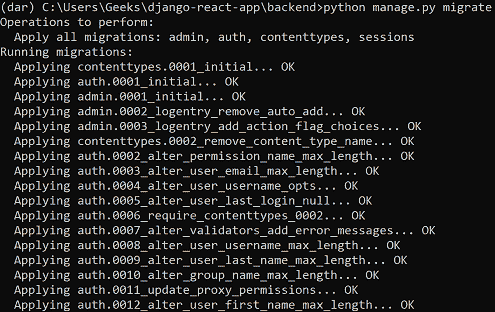 (dar) C:\Users\Geeks\django-react-app\backend>python manage.py migrate
Operations to perform:
  Apply all migrations: admin, auth, contenttypes, sessions
Running migrations:
  Applying contenttypes.0001_initial... OK
  Applying auth.0001_initial... OK
  Applying admin.0001_initial... OK
  Applying admin.0002_logentry_remove_auto_add... OK
  Applying admin.0003_logentry_add_action_flag_choices... OK
  Applying contenttypes.0002_remove_content_type_name... OK
  Applying auth.0002_alter_permission_name_max_length... OK
  Applying auth.0003_alter_user_email_max_length... OK
  Applying auth.0004_alter_user_username_opts... OK
  Applying auth.0005_alter_user_last_login_null... OK
  Applying auth.0006_require_contenttypes_0002... OK
  Applying auth.0007_alter_validators_add_error_messages... OK
  Applying auth.0008_alter_user_username_max_length... OK
  Applying auth.0009_alter_user_last_name_max_length... OK
  Applying auth.0010_alter_group_name_max_length... OK
  Applying auth.0011_update_proxy_permissions... OK
  Applying auth.0012_alter_user_first_name_max_length... OK